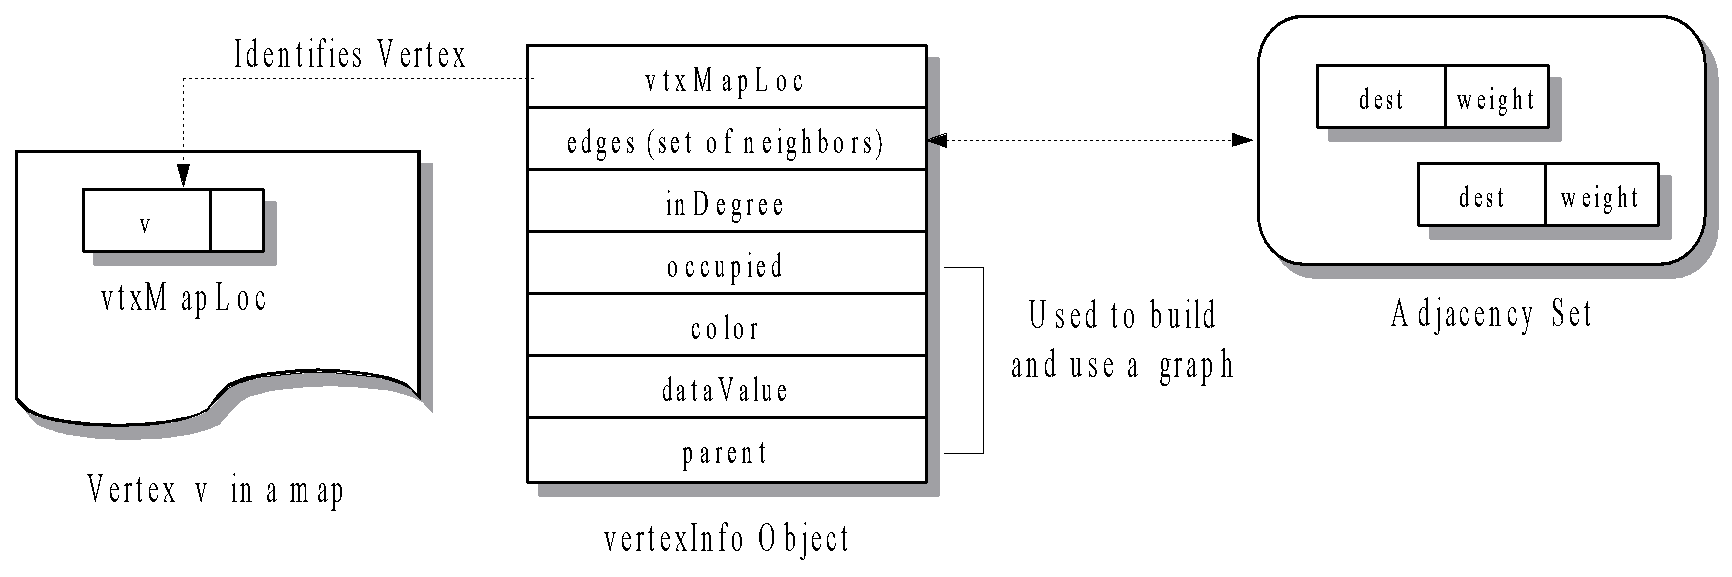 Identifies Vertex
v
vtxMapLoc
Vertex v in a map
vtxMapLoc
edges (set of neighbors)
inDegree
occupied
color
dataValue
parent
vertexInfo Object
Used to build
and use a graph
dest weight
dest weight
Adjacency Set